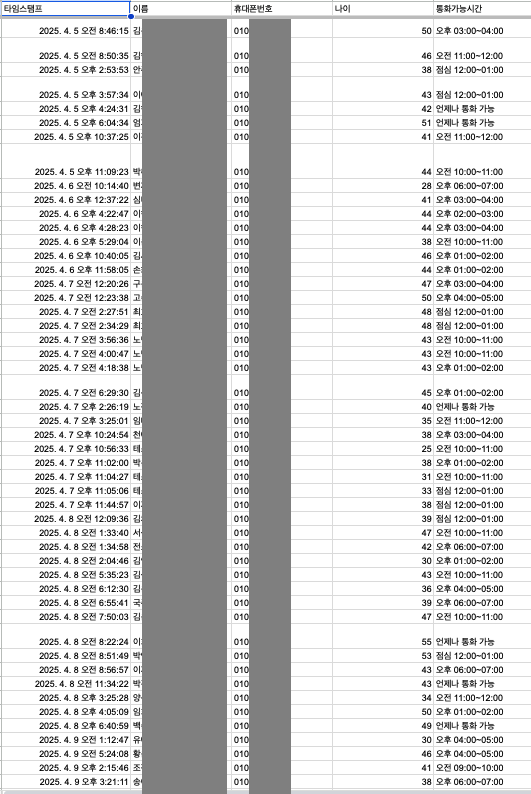 타임스탬프 이름 휴대폰번호 나이 통화가능시간
2025. 4. 5 오전 8:46:15 김 010 50 오후 03:00~04:00
2025. 4. 5 오전 8:50:35 김 010 46 오전 11:00~12:00
2025. 4. 5 오후 2:53:53 안 010 38 점심 12:00~01:00
2025. 4. 5 오후 3:57:34 이 010 43 점심 12:00~01:00
2025. 4. 5 오후 4:24:31 김 010 42 언제나 통화 가능
2025. 4. 5 오후 6:04:34 엄 010 51 언제나 통화 가능
2025. 4. 5 오후 10:37:25 이 010 41 오전 11:00~12:00
2025. 4. 5 오후 11:09:23 박 010 44 오전 10:00~11:00
2025. 4. 6 오전 10:14:40 변 010 28 오후 06:00~07:00
2025. 4. 6 오후 12:37:22 심 010 41 오후 03:00~04:00
2025. 4. 6 오후 4:22:47 이 010 44 오후 02:00~03:00
2025. 4. 6 오후 4:28:23 이 010 44 오후 03:00~04:00
2025. 4. 6 오후 5:29:04 이 010 38 오전 10:00~11:00
2025. 4. 6 오후 10:40:05 김 010 46 오후 01:00~02:00
2025. 4. 6 오후 11:58:05 손 010 44 오후 01:00~02:00
2025. 4. 7 오전 12:20:26 구 010 47 오후 03:00~04:00
2025. 4. 7 오전 12:23:38 고 010 50 오후 04:00~05:00
2025. 4. 7 오전 2:27:51 최 010 48 점심 12:00~01:00
2025. 4. 7 오전 2:34:29 최 010 48 점심 12:00~01:00
2025. 4. 7 오전 3:56:36 노 010 43 오전 10:00~11:00
2025. 4. 7 오전 4:00:47 노 010 43 오전 10:00~11:00
2025. 4. 7 오전 4:18:38 노 010 43 오후 01:00~02:00
2025. 4. 7 오전 6:29:30 김 010 45 오후 01:00~02:00
2025. 4. 7 오후 2:26:19 노 010 40 언제나 통화 가능
2025. 4. 7 오후 3:25:01 임 010 35 오전 11:00~12:00
2025. 4. 7 오후 10:24:54 천 010 38 오후 03:00~04:00
2025. 4. 7 오후 10:56:33 테 010 25 오전 10:00~11:00
2025. 4. 7 오후 11:02:00 박 010 38 오후 01:00~02:00
2025. 4. 7 오후 11:04:27 테 010 31 오전 10:00~11:00
2025. 4. 7 오후 11:05:06 테 010 33 점심 12:00~01:00
2025. 4. 7 오후 11:44:57 이 010 38 점심 12:00~01:00
2025. 4. 8 오전 12:09:36 김 010 39 점심 12:00~01:00
2025. 4. 8 오전 1:33:40 서 010 47 오전 10:00~11:00
2025. 4. 8 오전 1:34:58 전 010 42 오후 06:00~07:00
2025. 4. 8 오전 2:04:46 김 010 30 오후 01:00~02:00
2025. 4. 8 오전 5:35:23 김 010 43 오전 10:00~11:00
2025. 4. 8 오전 6:12:30 김 010 36 오후 04:00~05:00
2025. 4. 8 오전 6:55:41 국 010 39 오후 06:00~07:00
2025. 4. 8 오전 7:50:03 김 010 47 오전 10:00~11:00
2025. 4. 8 오전 8:22:24 이 010 55 언제나 통화 가능
2025. 4. 8 오전 8:51:49 박 010 53 점심 12:00~01:00
2025. 4. 8 오전 8:56:57 이 010 43 오후 06:00~07:00
2025. 4. 8 오전 11:34:22 박 010 43 언제나 통화 가능
2025. 4. 8 오후 3:25:28 양 010 34 오전 11:00~12:00
2025. 4. 8 오후 4:05:09 임 010 50 오후 01:00~02:00
2025. 4. 8 오후 6:40:59 백 010 49 언제나 통화 가능
2025. 4. 9 오전 1:12:47 유 010 30 오후 04:00~05:00
2025. 4. 9 오전 5:24:08 황 010 46 오후 04:00~05:00
2025. 4. 9 오후 2:15:46 조 010 41 오전 09:00~10:00
2025. 4. 9 오후 3:21:11 송 010 38 오후 06:00~07:00